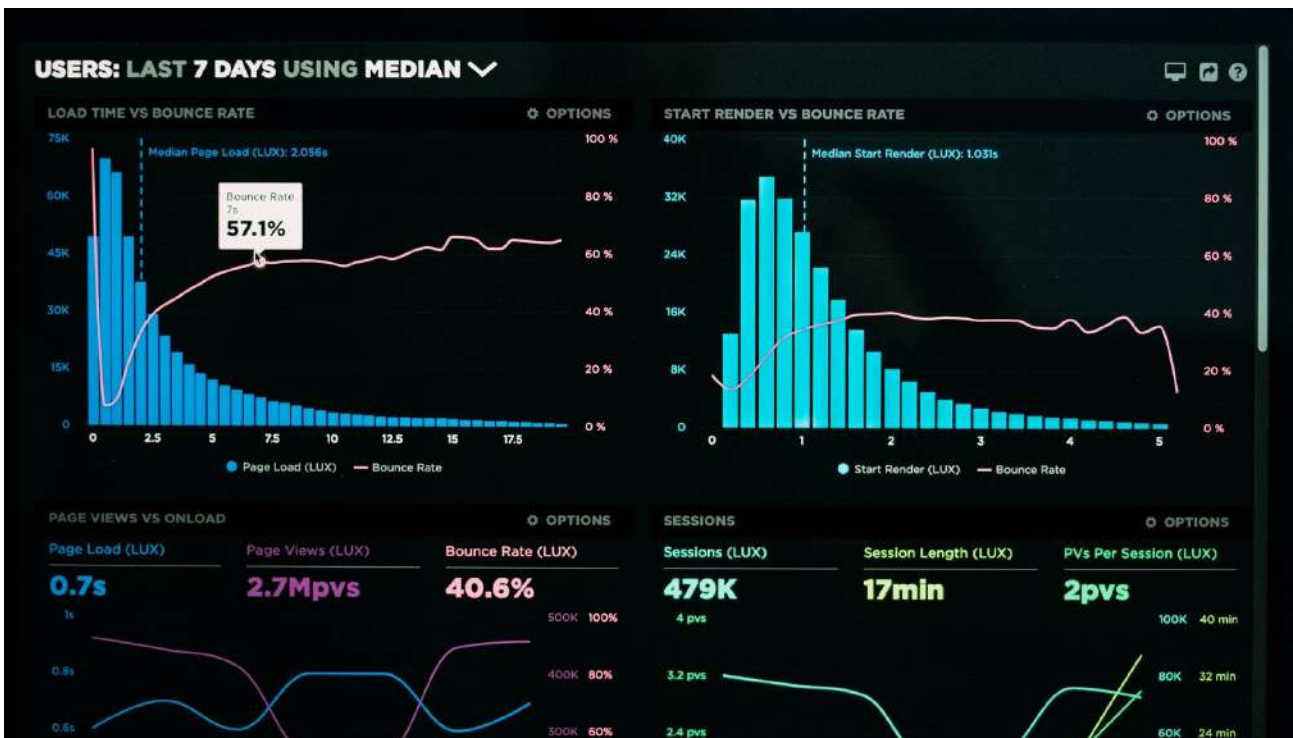 USERS: LAST 7 DAYS USING MEDIAN
LOAD TIME VS BOUNCE RATE
OPTIONS
75K
100 %
Median Page Load (LUX): 2.056s
60K
80 %
Bounce Rate
7s
57.1%
45K
60 %
30K
40 %
15K
20 %
0
0 %
0 2.5 5 7.5 10 12.5 15 17.5
Page Load (LUX) Bounce Rate
START RENDER VS BOUNCE RATE
OPTIONS
40K
100 %
Median Start Render (LUX): 1.031s
32K
80 %
24K
60 %
16K
40 %
8K
20 %
0
0 %
0 1 2 3 4 5
Start Render (LUX) Bounce Rate
PAGE VIEWS VS ONLOAD
OPTIONS
Page Load (LUX) Page Views (LUX) Bounce Rate (LUX)
0.7s 2.7Mpvs 40.6%
1s 500K 100%
0.8s 400K 80%
0.6s 300K 60%
SESSIONS
OPTIONS
Sessions (LUX) Session Length (LUX) PVs Per Session (LUX)
479K 17min 2pvs
4 pvs 100K 40 min
3.2 pvs 80K 32 min
2.4 pvs 60K 24 min